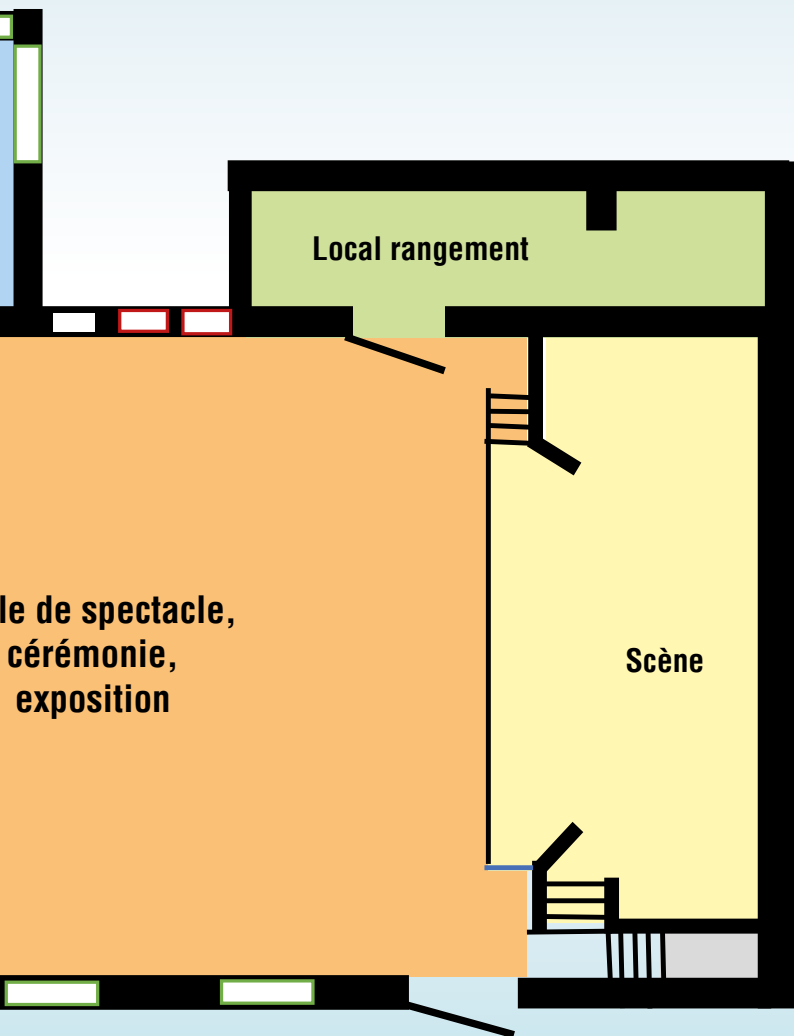 Local rangement
le de spectacle,
cérémonie,
exposition
Scène